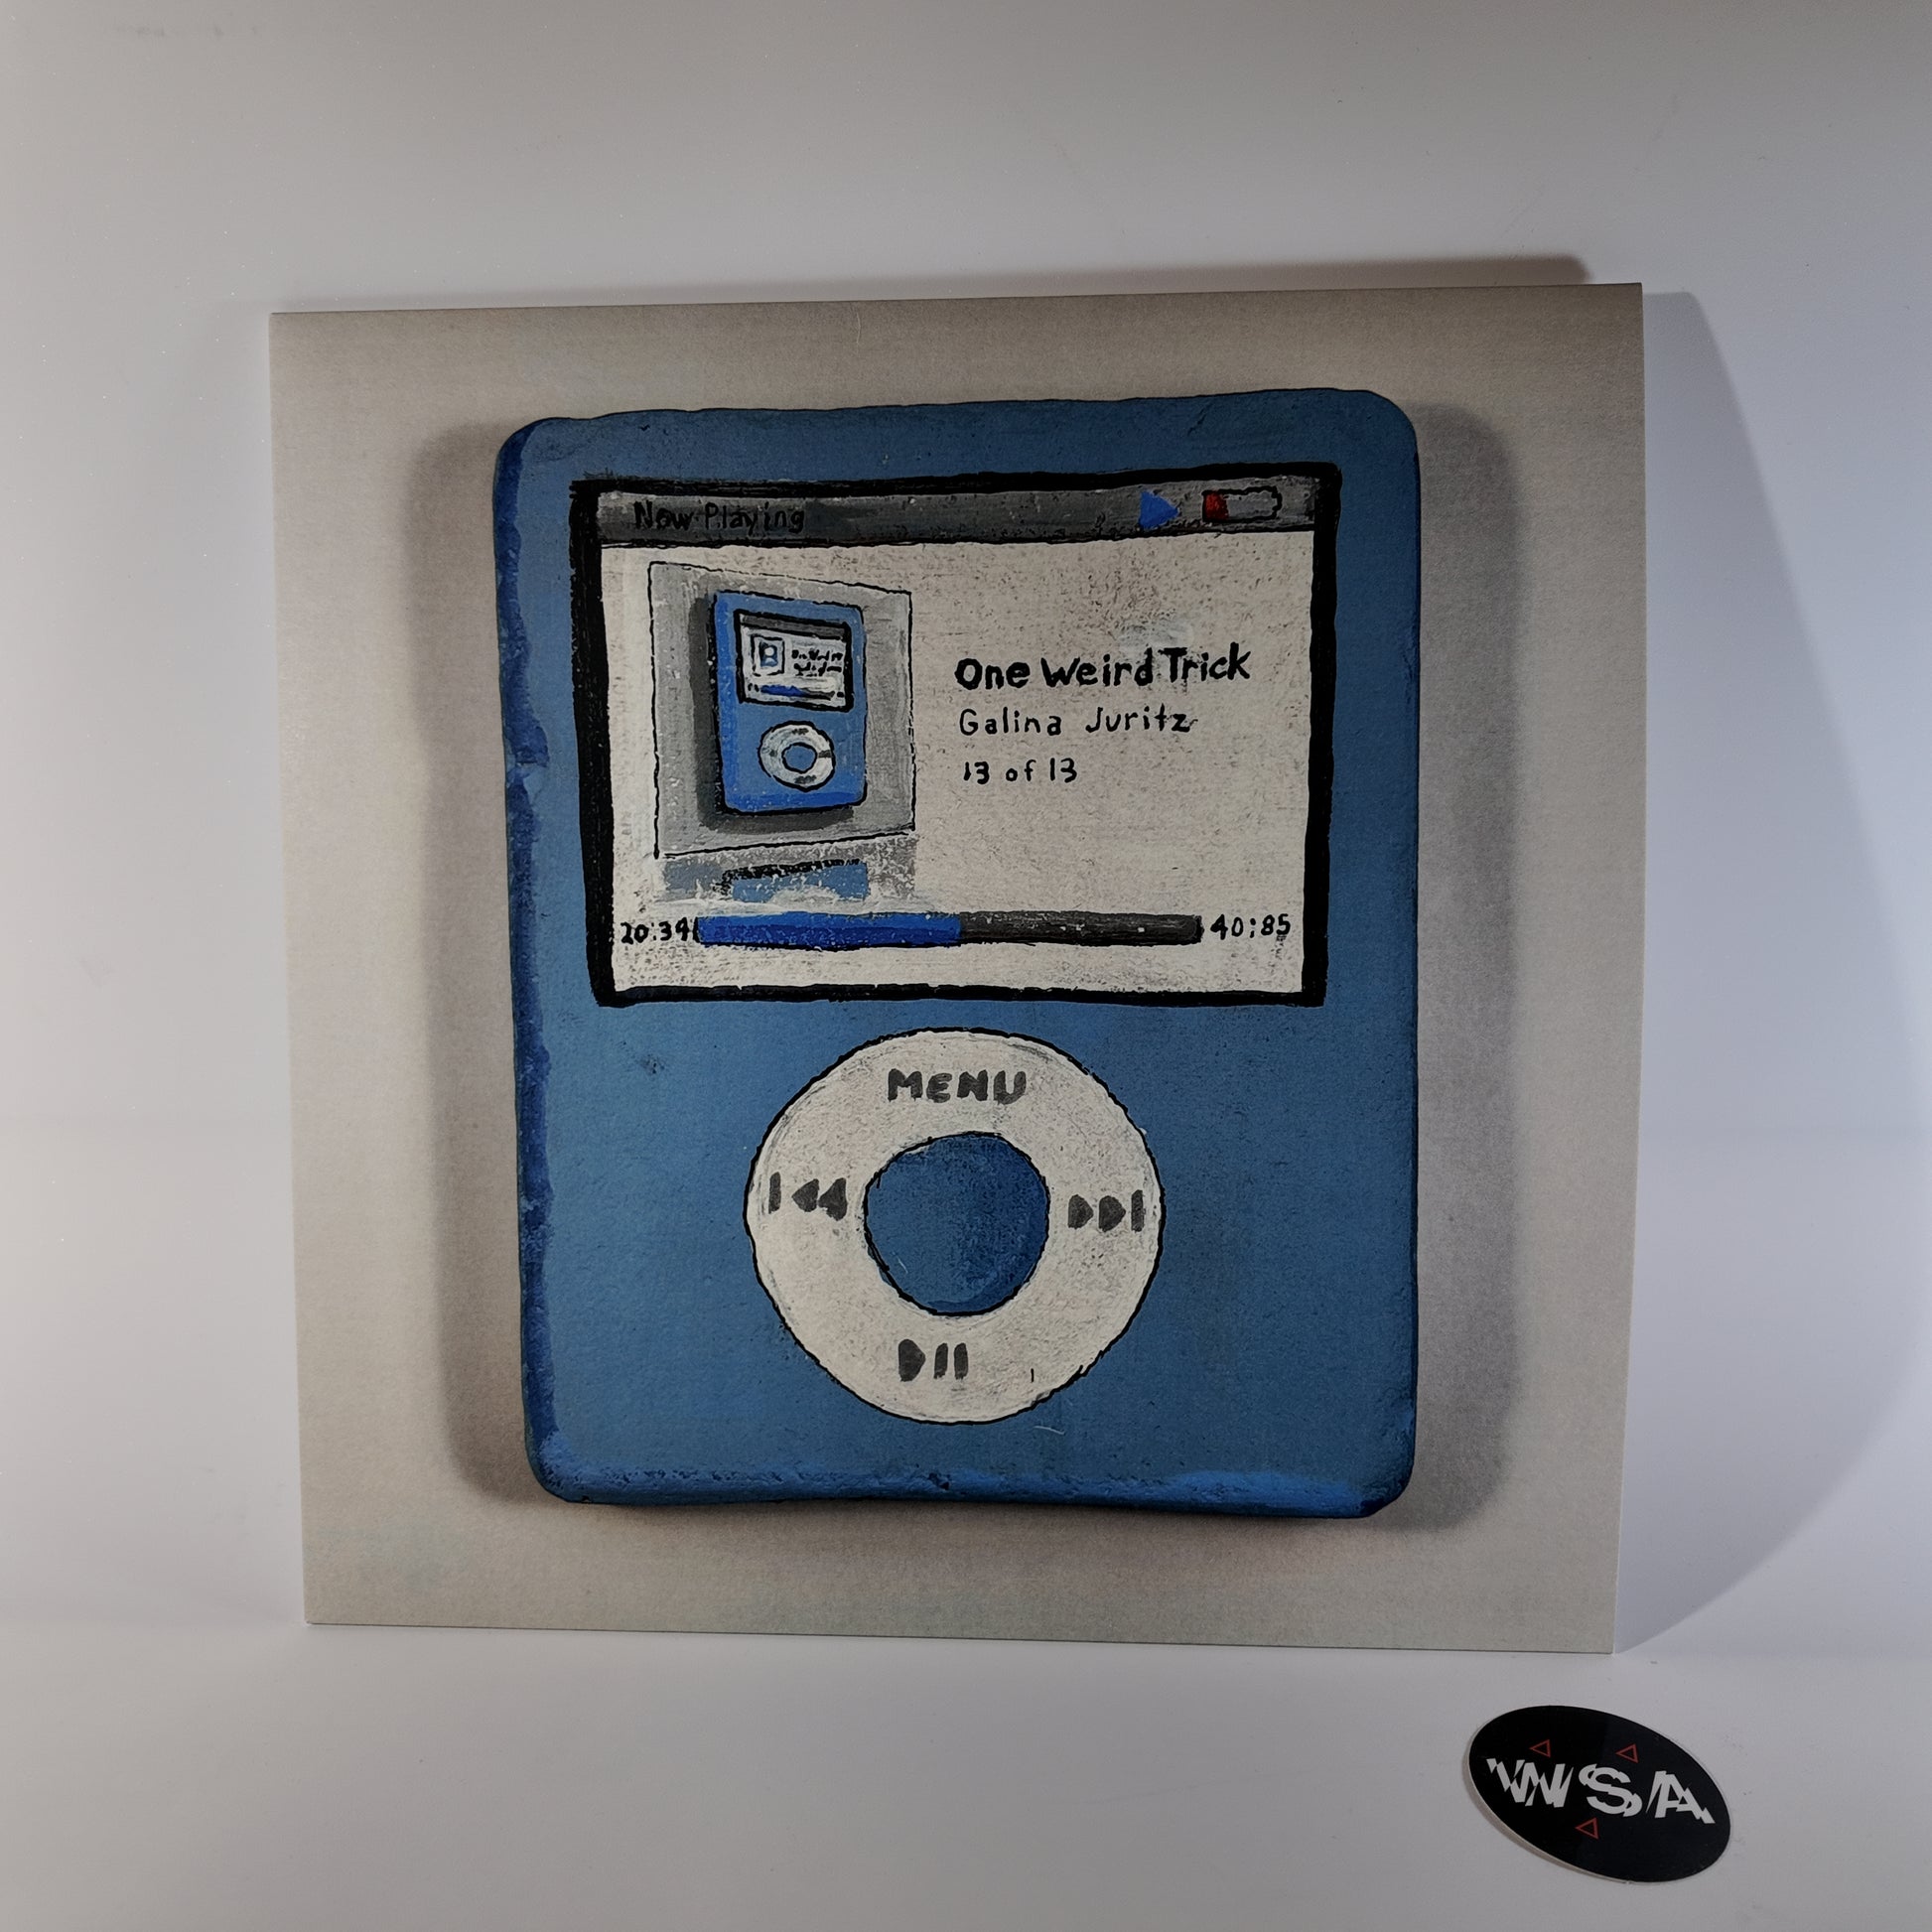 Now Playing
One Weird Trick
Galina Juritz
13 of 13
20:34
40:85
MENU
WSA